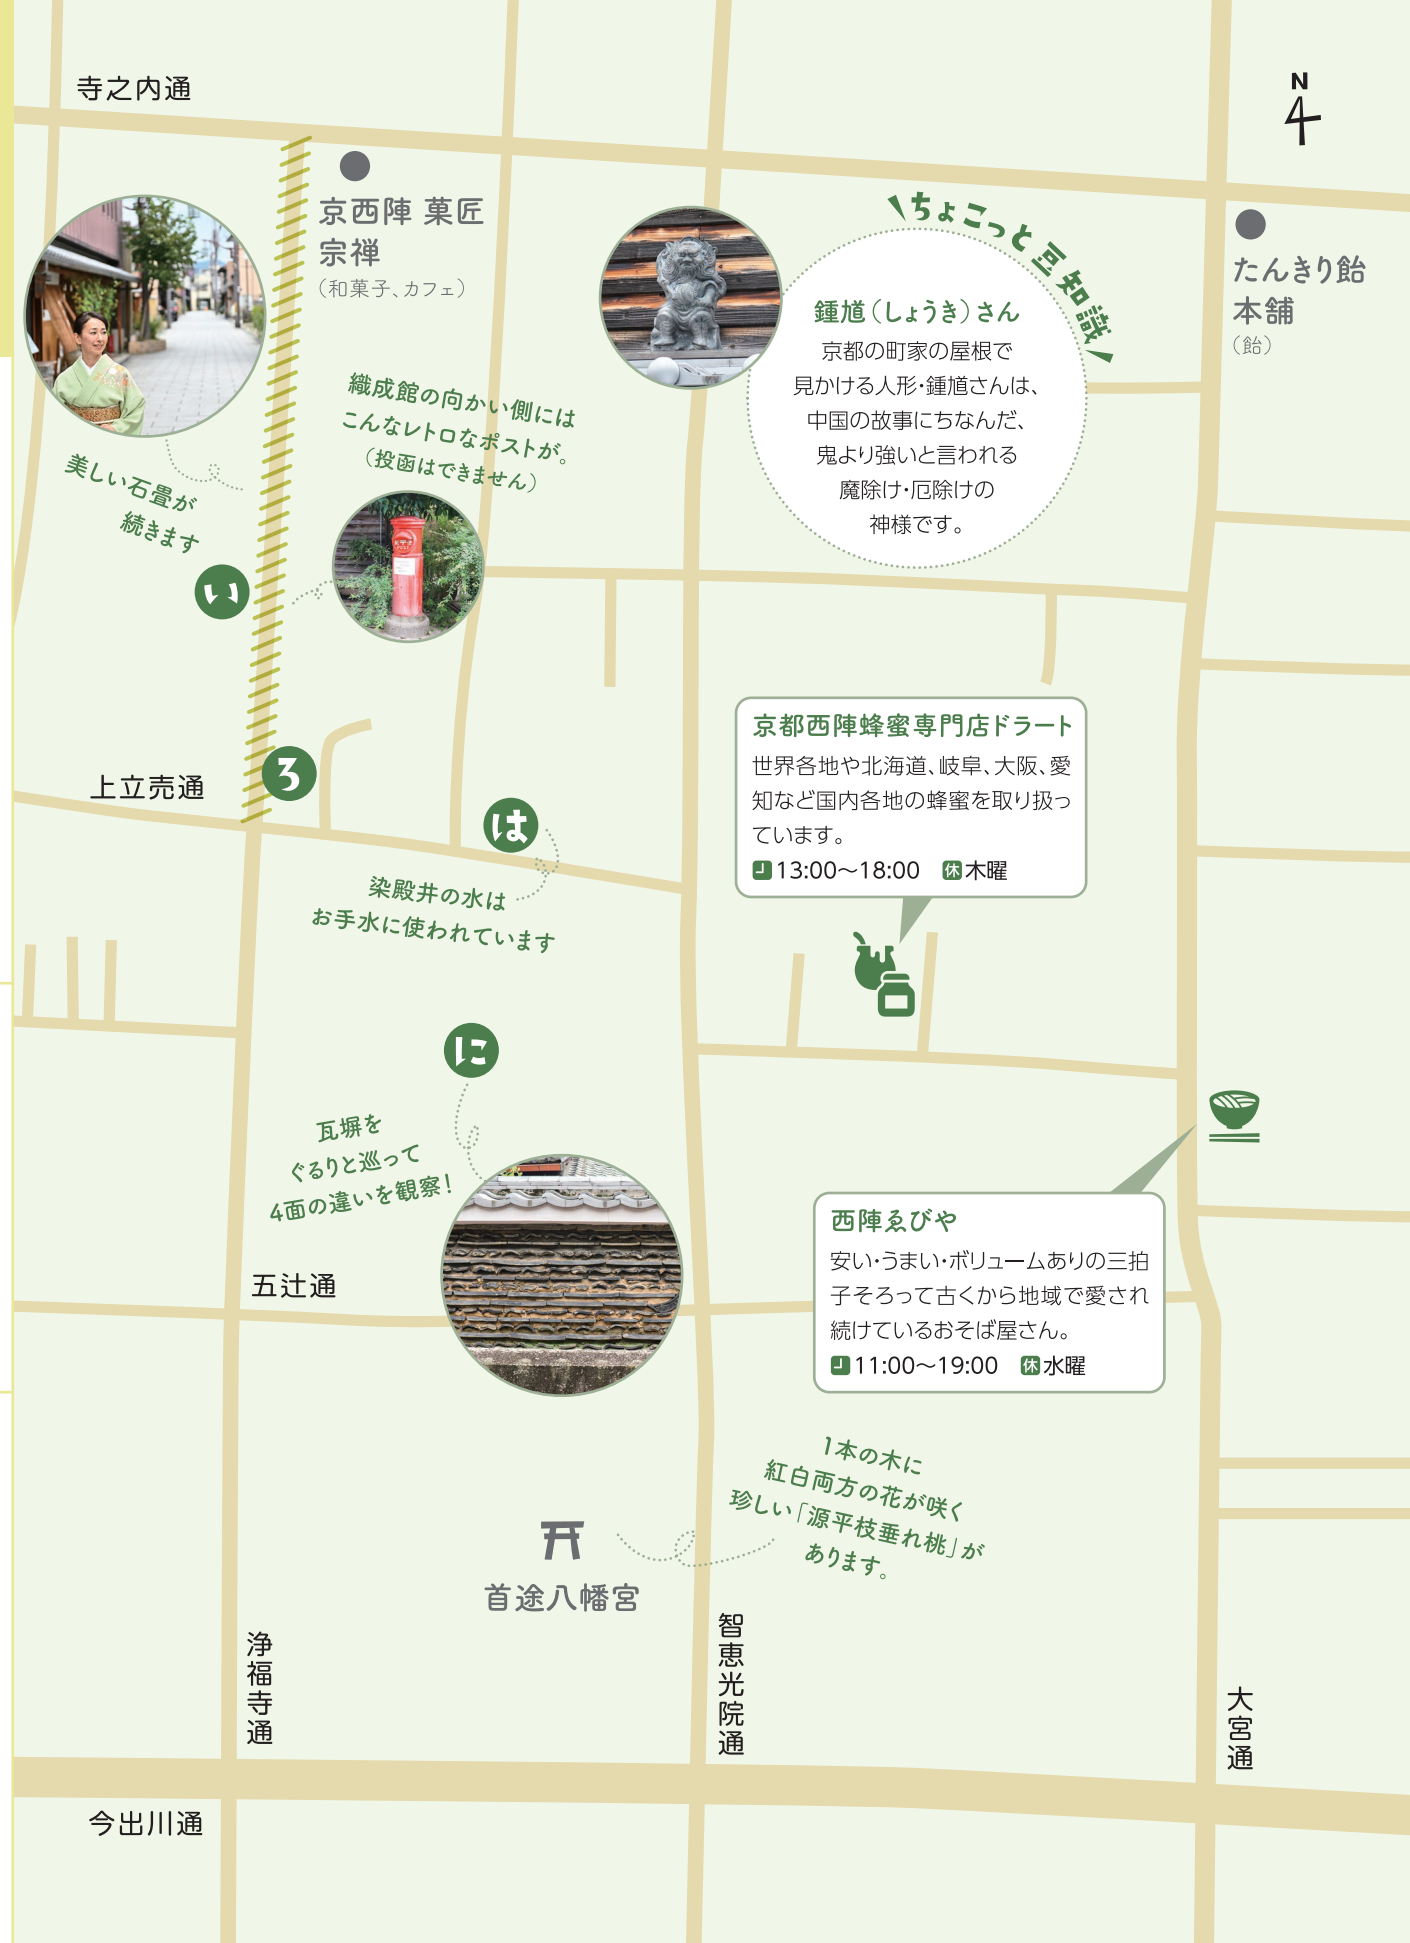 寺之内通
N
京西陣 菓匠
宗禅
（和菓子、カフェ）
たんきり飴
本舗
（飴）
ちょこっと豆知識
鍾馗（しょうき）さん
京都の町家の屋根で
見かける人形・鍾馗さんは、
中国の故事にちなんだ、
鬼より強いと言われる
魔除け・厄除けの
神様です。
織成館の向かい側には
こんなレトロなポストが。
（投函はできません）
美しい石畳が
続きます
い
ろ
上立売通
は
染殿井の水は
お手水に使われています
京都西陣蜂蜜専門店ドラート
世界各地や北海道、岐阜、大阪、愛
知など国内各地の蜂蜜を取り扱っ
ています。
13:00〜18:00 休 木曜
に
瓦塀を
ぐるりと巡って
4面の違いを観察！
西陣ゑびや
安い・うまい・ボリュームありの三拍
子そろって古くから地域で愛され
続けているおそば屋さん。
11:00〜19:00 休 水曜
五辻通
1本の木に
紅白両方の花が咲く
珍しい「源平枝垂れ桃」が
あります。
首途八幡宮
浄福寺通
智恵光院通
大宮通
今出川通